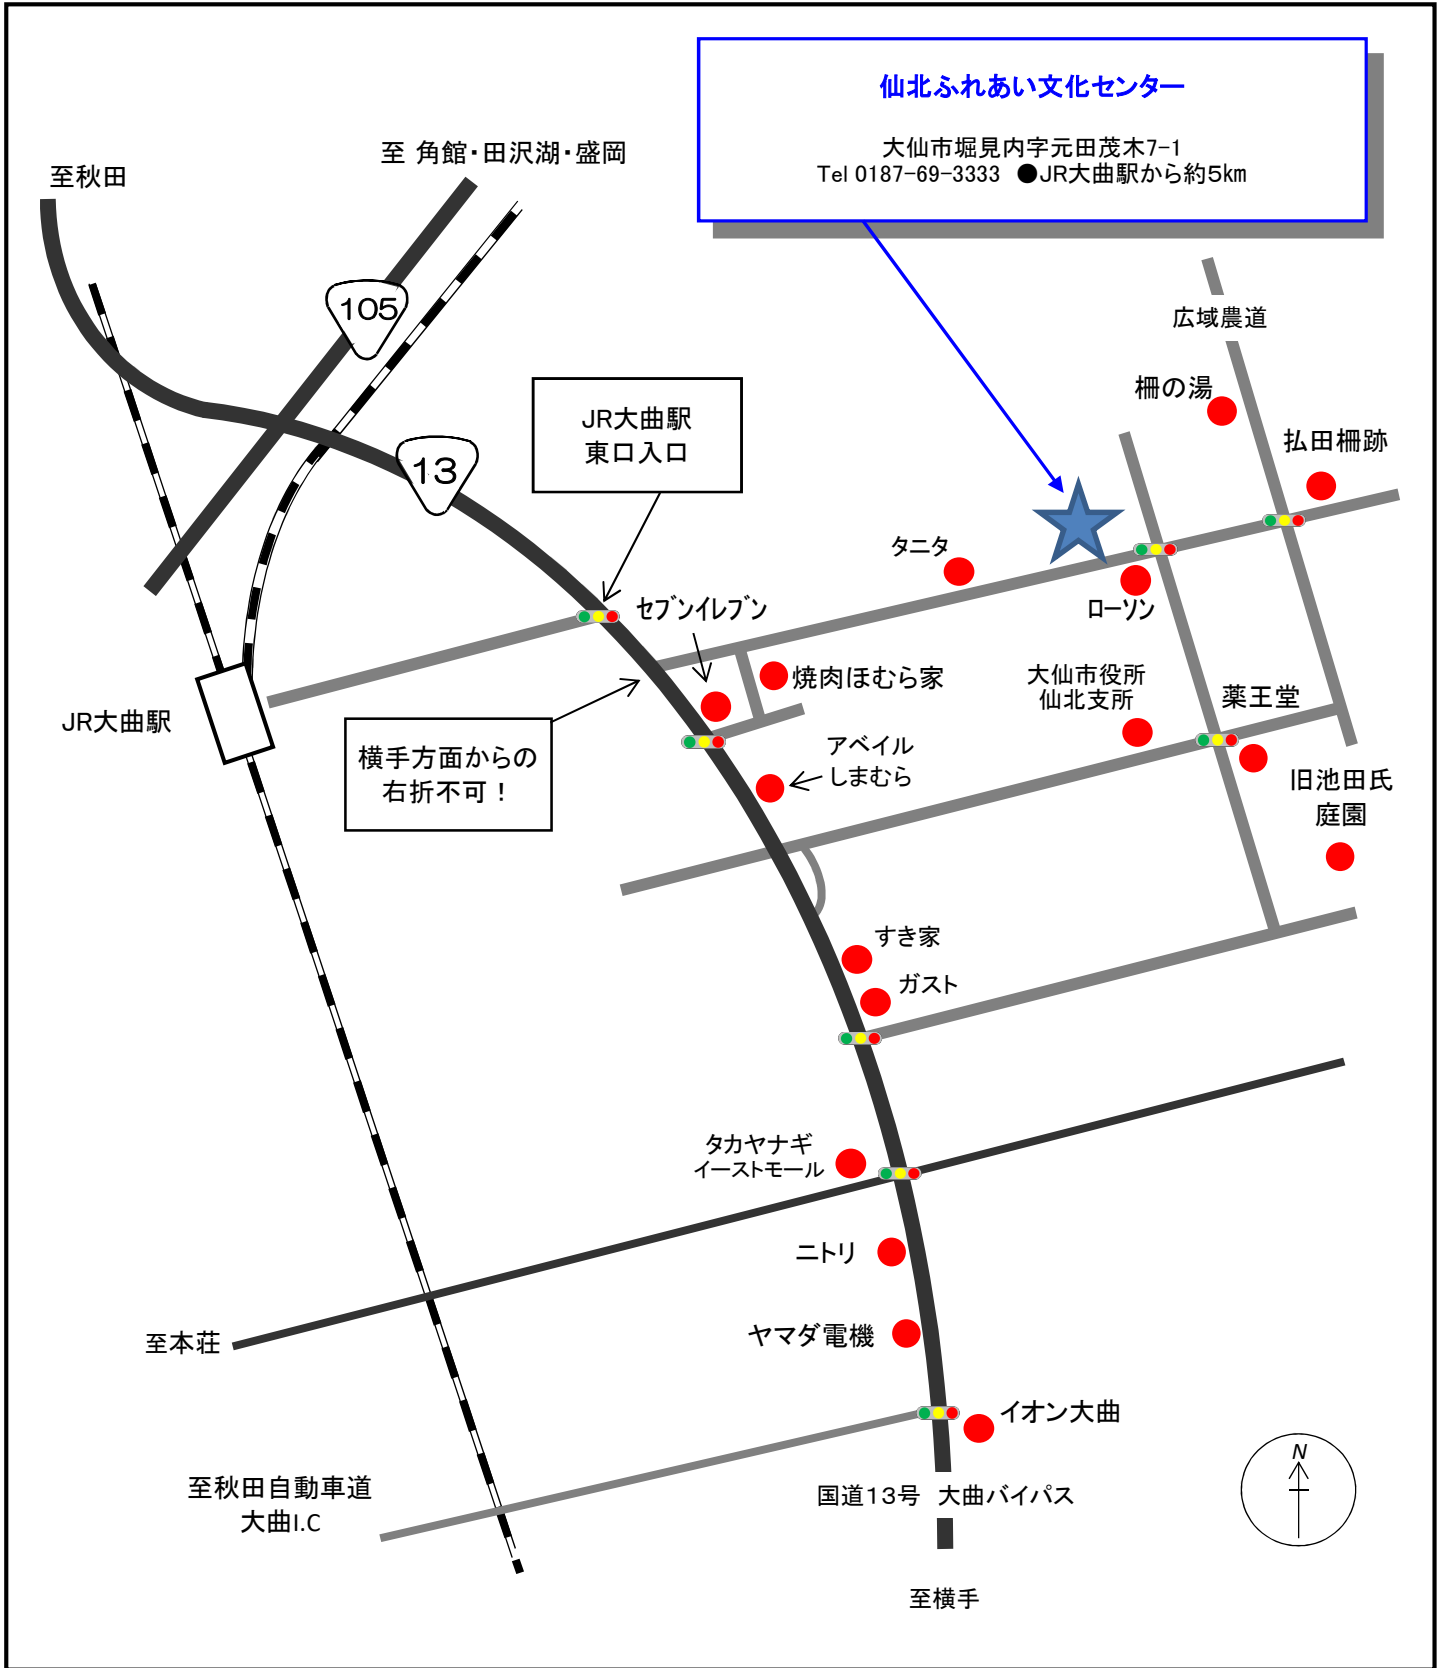 仙北ふれあい文化センター
大仙市堀見内字元田茂木7-1
Tel 0187-69-3333 ●JR大曲駅から約5km
至 角館・田沢湖・盛岡
至秋田
105
広域農道
柵の湯
JR大曲駅
東口入口
払田柵跡
13
タニタ
セブンイレブン
ローソン
焼肉ほむら家
大仙市役所
仙北支所
薬王堂
JR大曲駅
横手方面からの
右折不可！
アベイル
しまむら
旧池田氏
庭園
すき家
ガスト
タカヤナギ
イーストモール
ニトリ
至本荘
ヤマダ電機
イオン大曲
N
至秋田自動車道
大曲I.C
国道13号 大曲バイパス
至横手